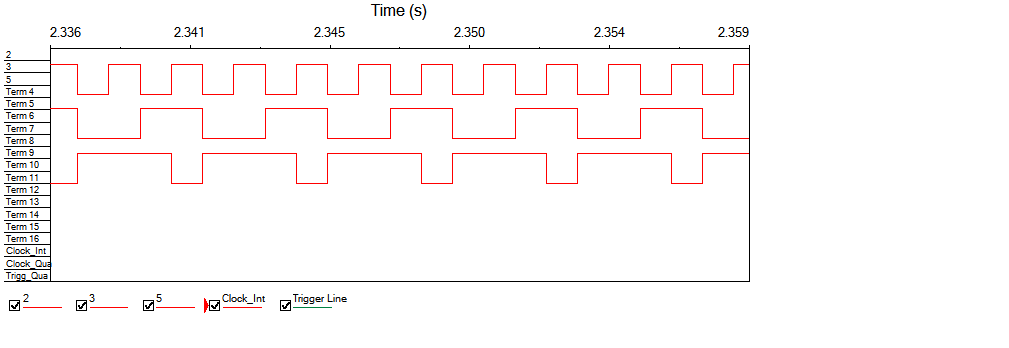 Time (s)
2.336 2.341 2.345 2.350 2.354 2.359
2
3
5
Term 4
Term 5
Term 6
Term 7
Term 8
Term 9
Term 10
Term 11
Term 12
Term 13
Term 14
Term 15
Term 16
Clock_Int
Clock_Qua
Trigg_Qua
2 3 5 Clock_Int Trigger Line